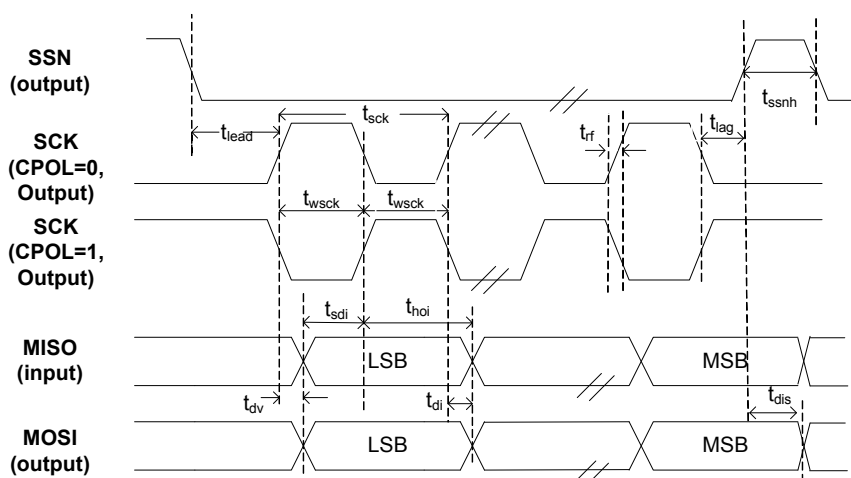 SSN
(output)
t_sck
t_ssnh
t_lead
t_rf
t_lag
SCK
(CPOL=0,
Output)
t_wsck t_wsck
SCK
(CPOL=1,
Output)
t_sdi t_hoi
MISO
(input)
LSB MSB
t_dv t_di t_dis
MOSI
(output)
LSB MSB